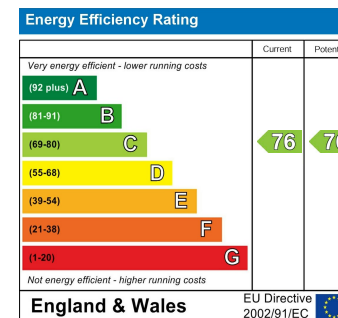 Energy Efficiency Rating
Current
Very energy efficient - lower running costs
(92 plus) A
(81-91) B
(69-80) C 76
(55-68) D
(39-54) E
(21-38) F
(1-20) G
Not energy efficient - higher running costs
England & Wales
EU Directive
2002/91/EC